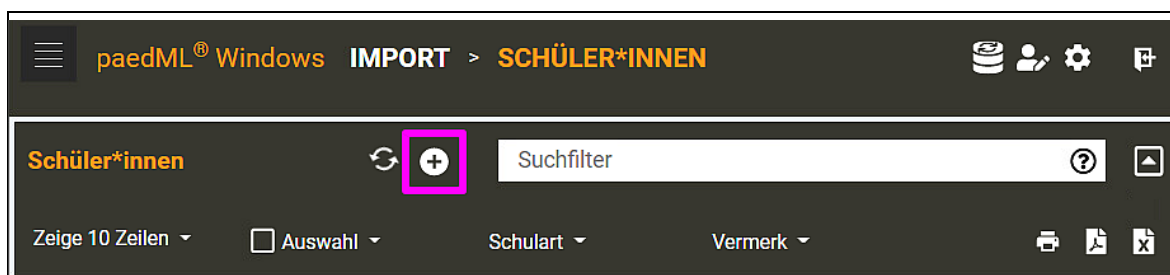 paedML® Windows IMPORT > SCHÜLER*INNEN
Schüler*innen Suchfilter
Zeige 10 Zeilen Auswahl Schulart Vermerk